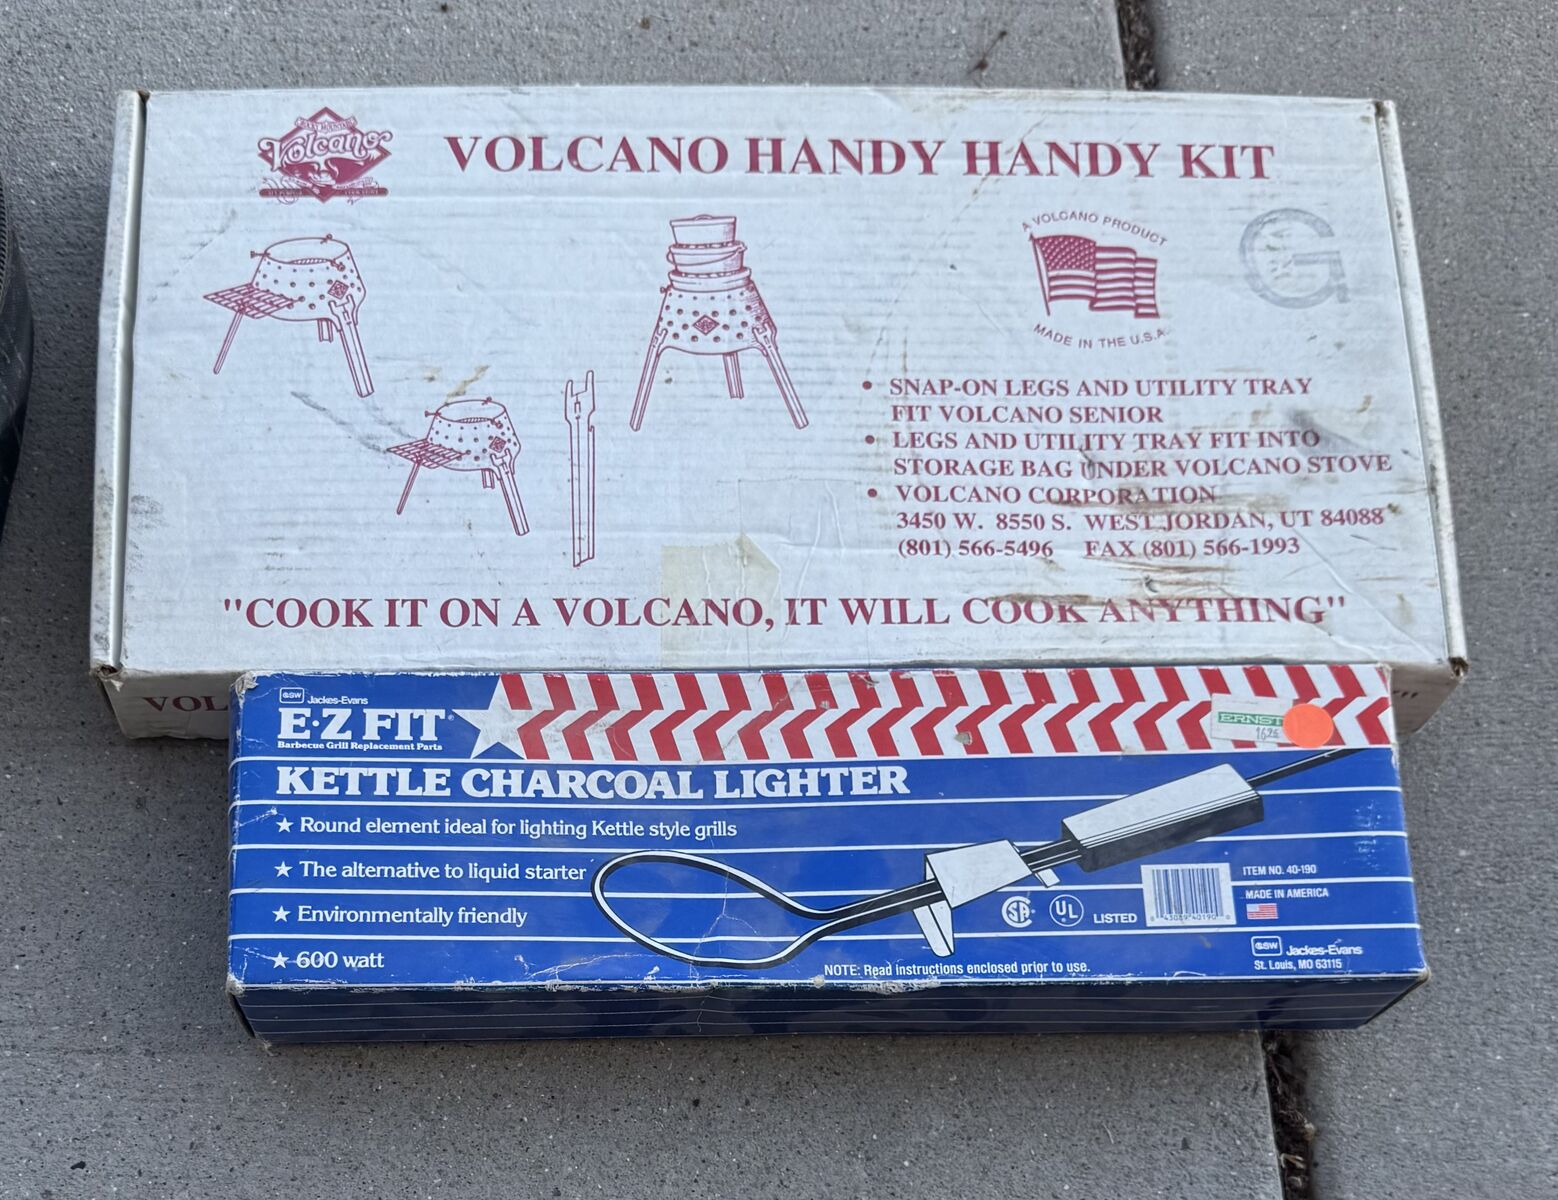 Volcano
VOLCANO HANDY HANDY KIT
A VOLCANO PRODUCT
MADE IN THE U.S.A.
G
• SNAP-ON LEGS AND UTILITY TRAY
FIT VOLCANO SENIOR
• LEGS AND UTILITY TRAY FIT INTO
STORAGE BAG UNDER VOLCANO STOVE
• VOLCANO CORPORATION
3450 W. 8550 S. WEST JORDAN, UT 84088
(801) 566-5496 FAX (801) 566-1993
"COOK IT ON A VOLCANO, IT WILL COOK ANYTHING"
VOL
GSW Jackes-Evans
E·Z FIT
Barbecue Grill Replacement Parts
ERNST
KETTLE CHARCOAL LIGHTER
★ Round element ideal for lighting Kettle style grills
★ The alternative to liquid starter
★ Environmentally friendly
★ 600 watt
SA UL LISTED
ITEM NO. 40-190
MADE IN AMERICA
GSW Jackes-Evans
St. Louis, MO 63115
NOTE: Read instructions enclosed prior to use.